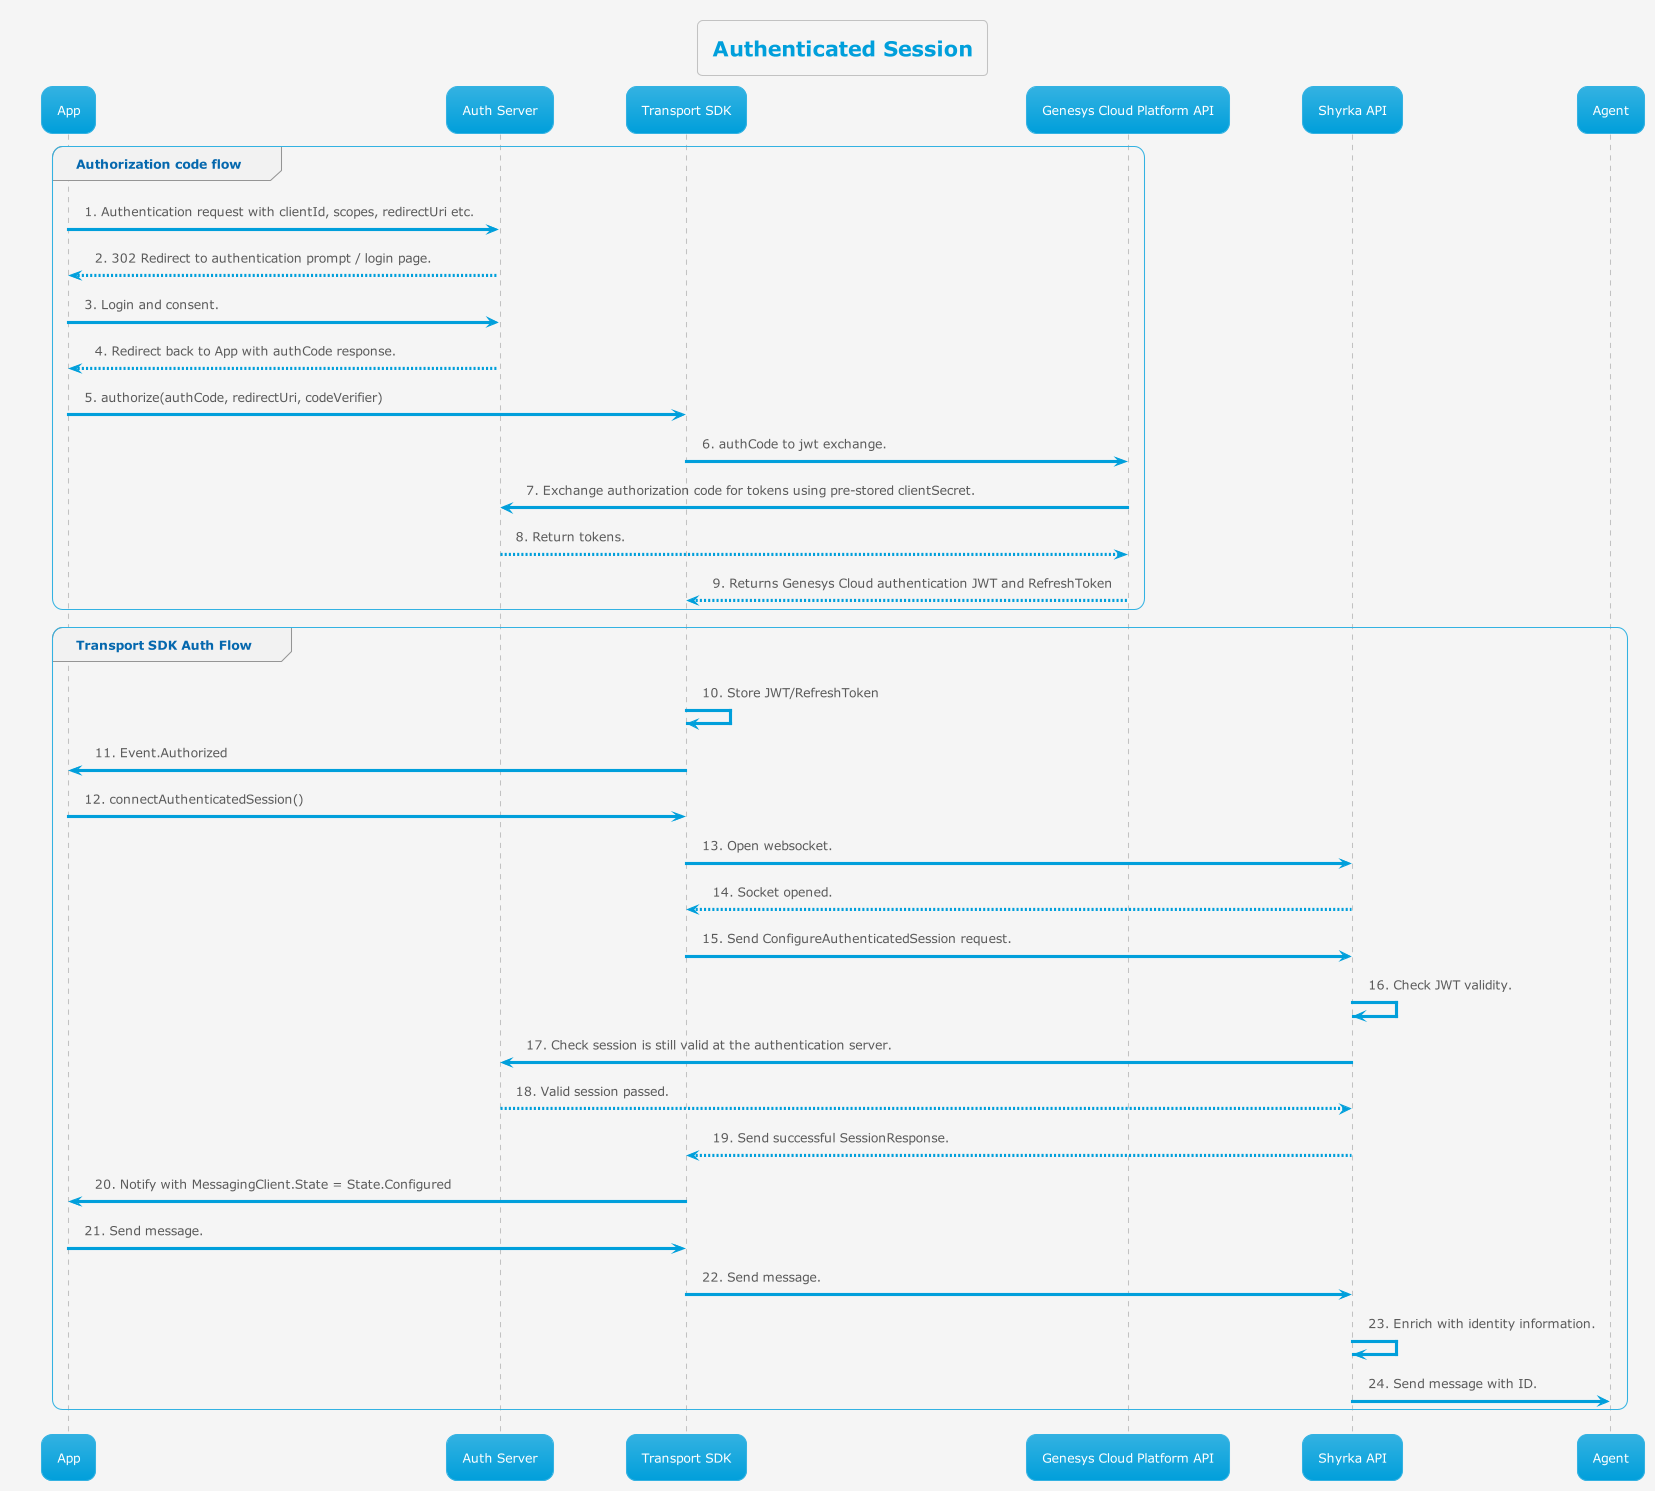 Authenticated Session
App
Auth Server
Transport SDK
Genesys Cloud Platform API
Shyrka API
Agent
Authorization code flow
1. Authentication request with clientId, scopes, redirectUri etc.
2. 302 Redirect to authentication prompt / login page.
3. Login and consent.
4. Redirect back to App with authCode response.
5. authorize(authCode, redirectUri, codeVerifier)
6. authCode to jwt exchange.
7. Exchange authorization code for tokens using pre-stored clientSecret.
8. Return tokens.
9. Returns Genesys Cloud authentication JWT and RefreshToken
Transport SDK Auth Flow
10. Store JWT/RefreshToken
11. Event.Authorized
12. connectAuthenticatedSession()
13. Open websocket.
14. Socket opened.
15. Send ConfigureAuthenticatedSession request.
16. Check JWT validity.
17. Check session is still valid at the authentication server.
18. Valid session passed.
19. Send successful SessionResponse.
20. Notify with MessagingClient.State = State.Configured
21. Send message.
22. Send message.
23. Enrich with identity information.
24. Send message with ID.
App
Auth Server
Transport SDK
Genesys Cloud Platform API
Shyrka API
Agent